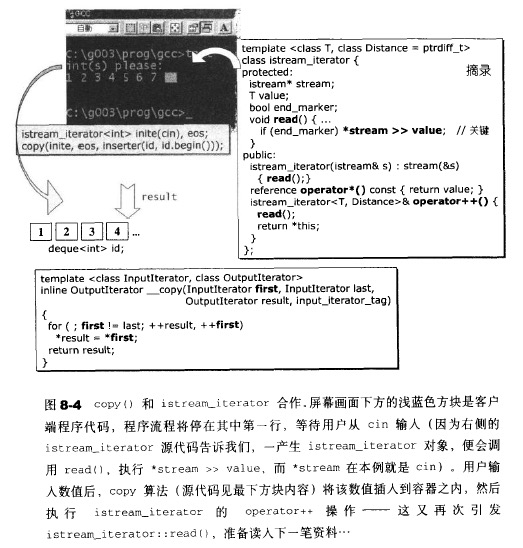 gcc
自動
C:\g003\prog\gcc>t
int(s) please:
1 2 3 4 5 6 7
C:\g003\prog\gcc>_
istream_iterator<int> inite(cin), eos;
copy(inite, eos, inserter(id, id.begin()));
result
1 2 3 4 ...
deque<int> id;
template <class T, class Distance = ptrdiff_t>
class istream_iterator {
摘录
protected:
istream* stream;
T value;
bool end_marker;
void read() { ...
if (end_marker) *stream >> value; // 关键
}
public:
istream_iterator(istream& s) : stream(&s)
{ read();}
reference operator*() const { return value; }
istream_iterator<T, Distance>& operator++() {
read();
return *this;
}
};
template <class InputIterator, class OutputIterator>
inline OutputIterator __copy(InputIterator first, InputIterator last,
OutputIterator result, input_iterator_tag)
{
for ( ; first != last; ++result, ++first)
*result = *first;
return result;
}
图 8-4 copy() 和 istream_iterator 合作.屏幕画面下方的浅蓝色方块是客户
端程序代码，程序流程将停在其中第一行，等待用户从 cin 输入（因为右侧的
istream_iterator 源代码告诉我们，一产生 istream_iterator 对象，便会调
用 read()，执行 *stream >> value，而 *stream 在本例就是 cin）。用户输
入数值后，copy 算法（源代码见最下方块内容）将该数值插入到容器之内，然后
执行 istream_iterator 的 operator++ 操作——这又再次引发
istream_iterator::read()，准备读入下一笔资料…